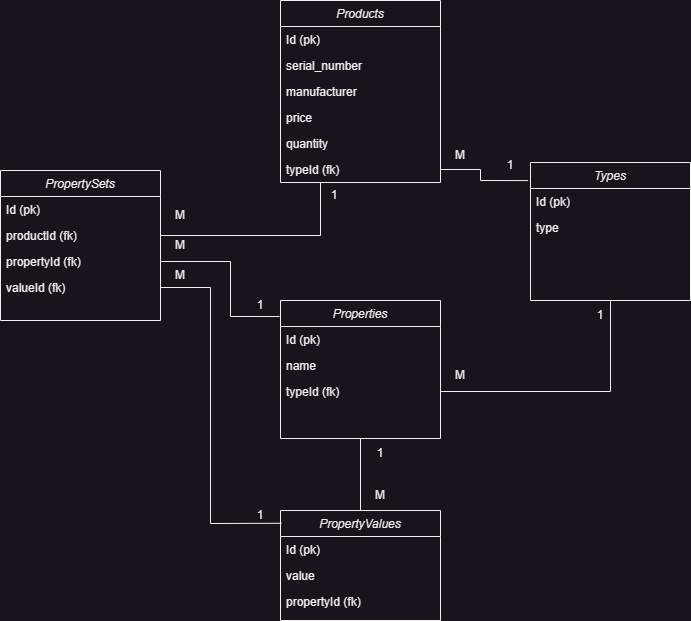 Products
Id (pk)
serial_number
manufacturer
price
quantity
typeId (fk)
M
1
Types
Id (pk)
type
PropertySets
Id (pk)
productId (fk)
propertyId (fk)
valueId (fk)
1
M
M
M
1
Properties
Id (pk)
name
typeId (fk)
1
M
1
M
1
PropertyValues
Id (pk)
value
propertyId (fk)